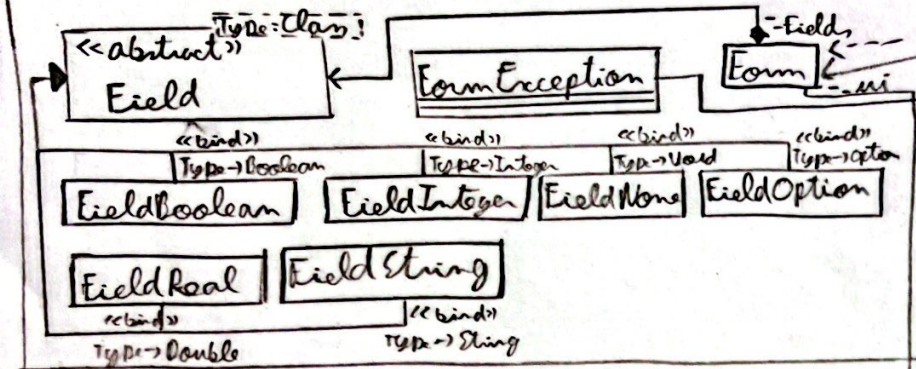 Type:Class
<<abstract>>
Field
-Fields
FormException
Form
<<bind>>
Type->Boolean
<<bind>>
Type->Integer
<<bind>>
Type->Void
<<bind>>
Type->Option
FieldBoolean
FieldInteger
FieldNone
FieldOption
FieldReal
FieldString
<<bind>>
Type->Double
<<bind>>
Type->String